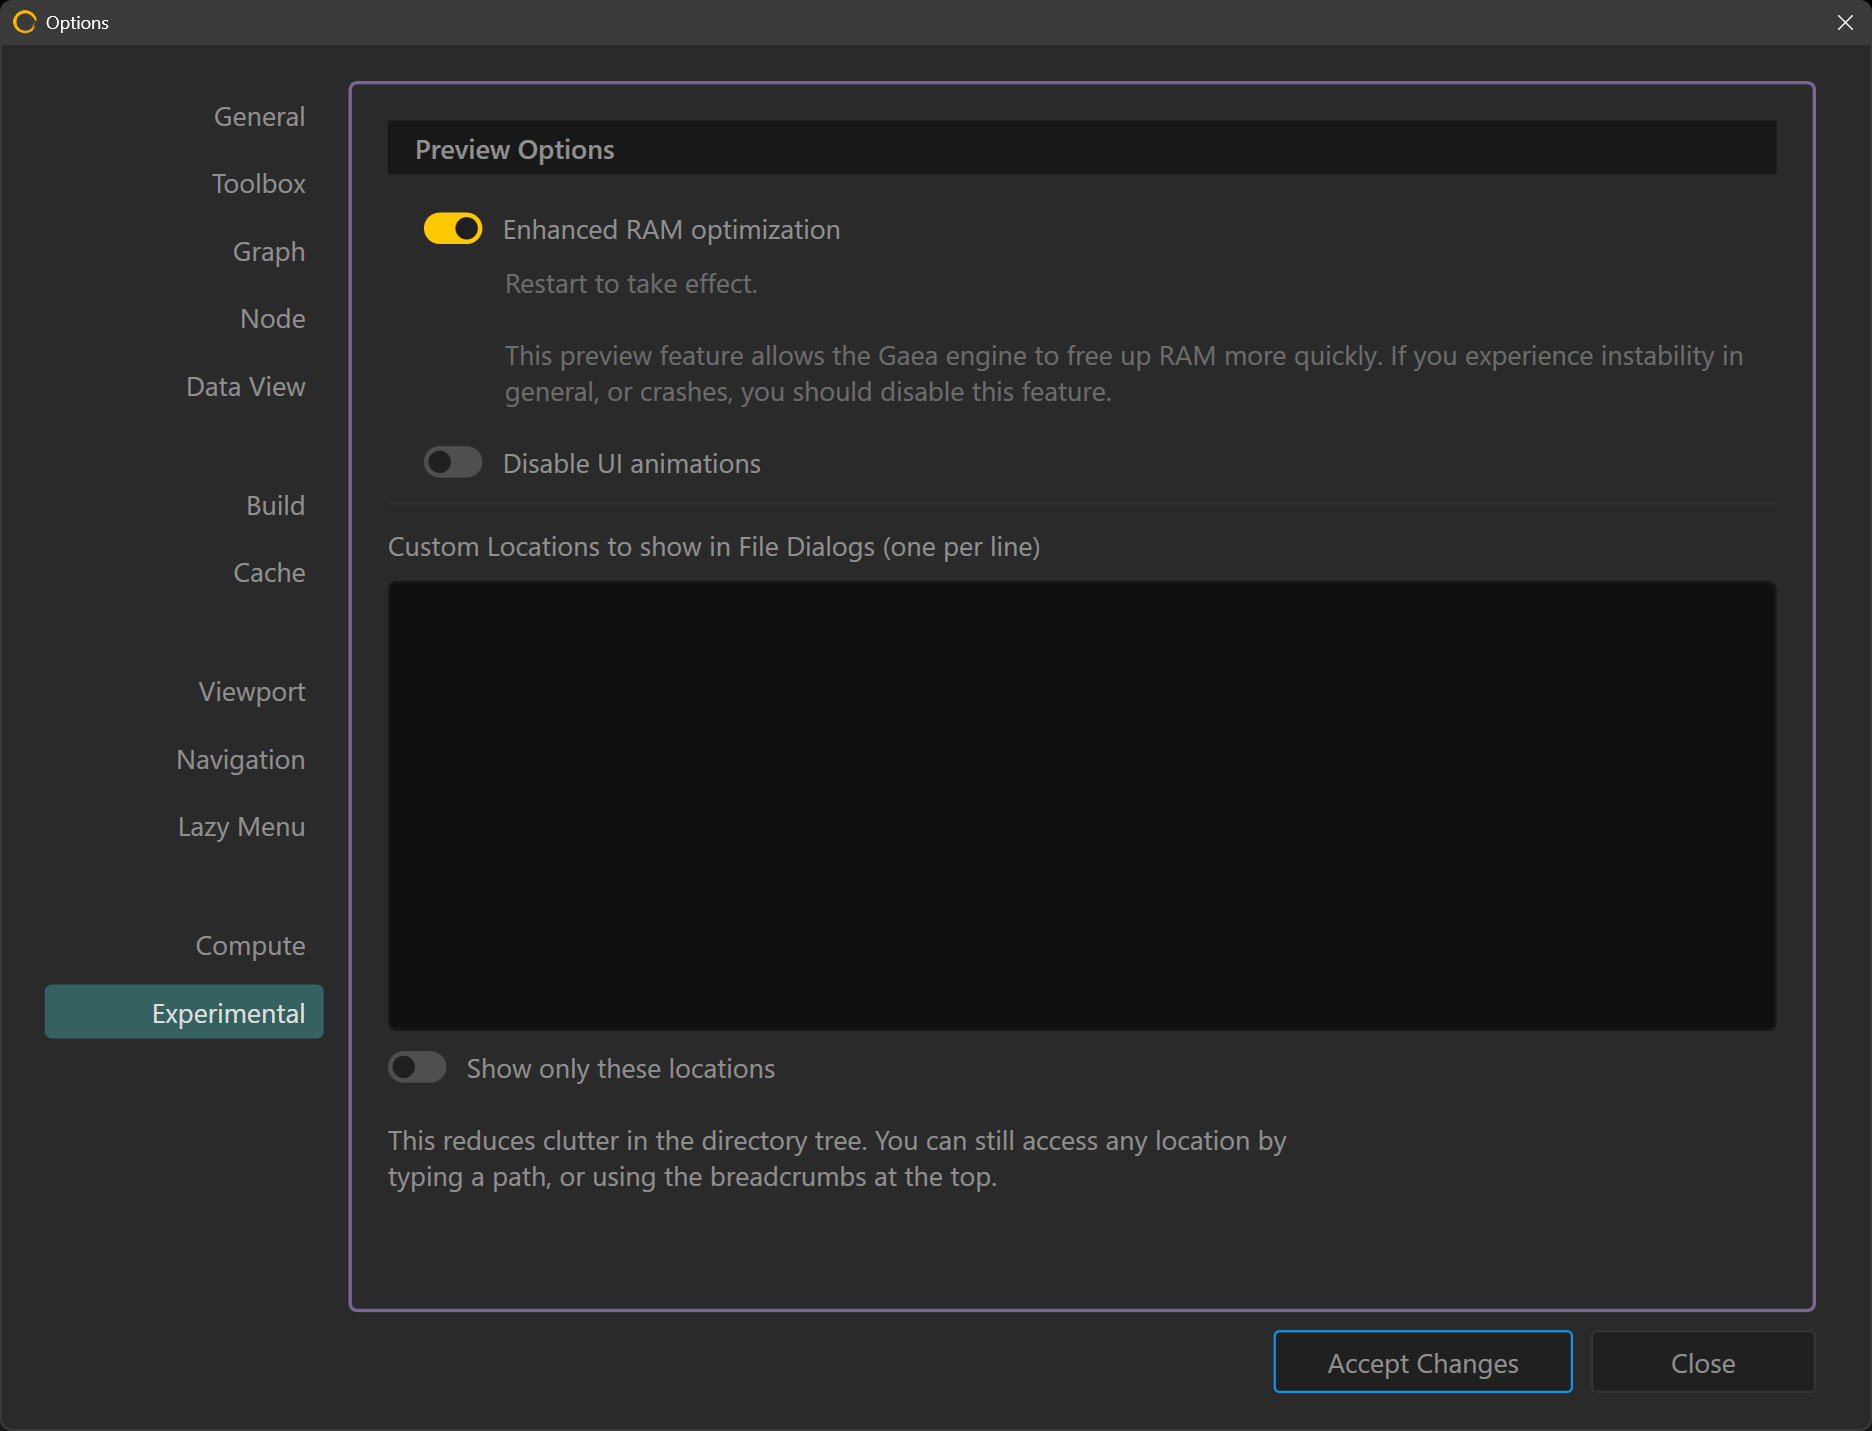 Options
General
Toolbox
Graph
Node
Data View
Build
Cache
Viewport
Navigation
Lazy Menu
Compute
Experimental
Preview Options
Enhanced RAM optimization
Restart to take effect.
This preview feature allows the Gaea engine to free up RAM more quickly. If you experience instability in
general, or crashes, you should disable this feature.
Disable UI animations
Custom Locations to show in File Dialogs (one per line)
Show only these locations
This reduces clutter in the directory tree. You can still access any location by
typing a path, or using the breadcrumbs at the top.
Accept Changes
Close